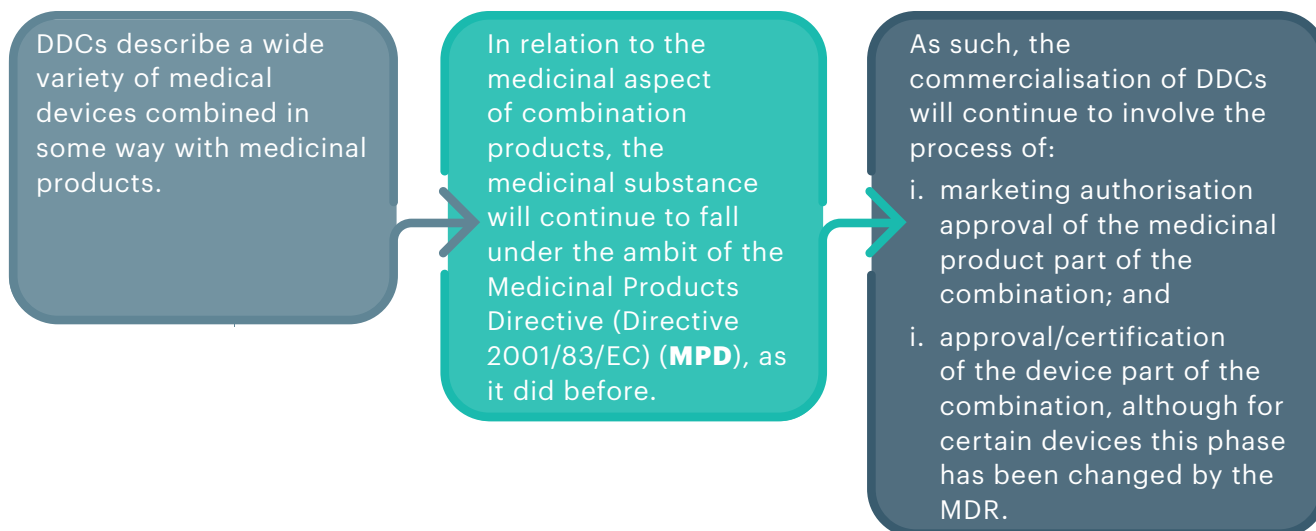 DDCs describe a wide
variety of medical
devices combined in
some way with medicinal
products.
In relation to the
medicinal aspect
of combination
products, the
medicinal substance
will continue to fall
under the ambit of the
Medicinal Products
Directive (Directive
2001/83/EC) (MPD), as
it did before.
As such, the
commercialisation of DDCs
will continue to involve the
process of:
i. marketing authorisation
approval of the medicinal
product part of the
combination; and
i. approval/certification
of the device part of the
combination, although for
certain devices this phase
has been changed by the
MDR.